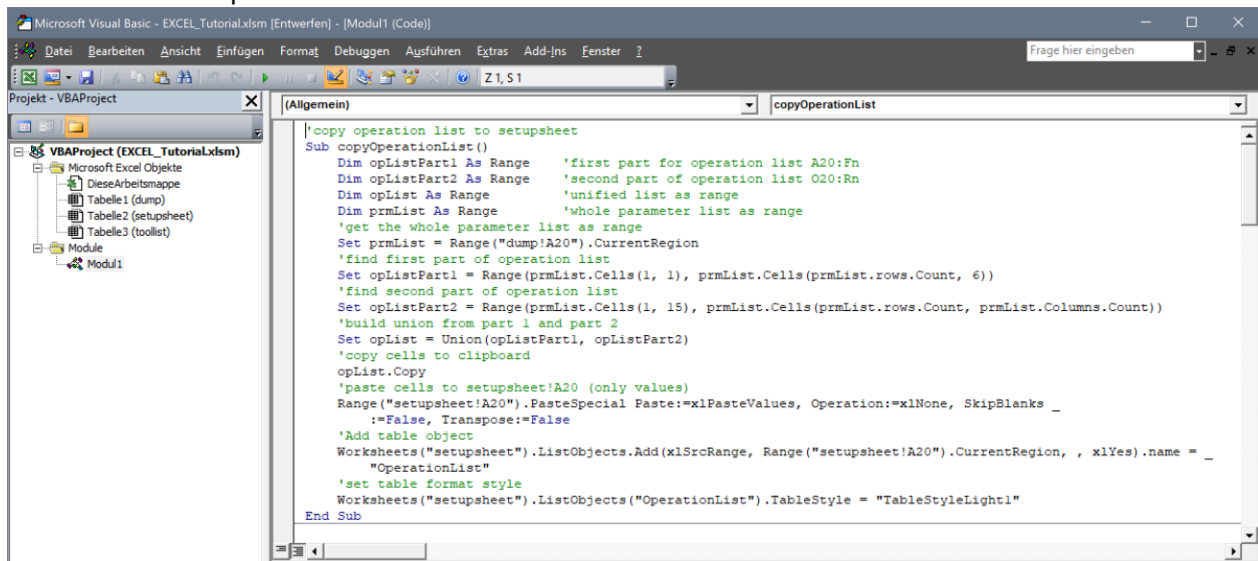 Microsoft Visual Basic - EXCEL_Tutorial.xlsm [Entwerfen] - [Modul1 (Code)]
Datei Bearbeiten Ansicht Einfügen Format Debuggen Ausführen Extras Add-Ins Fenster ?
Frage hier eingeben
Z 1, S 1
Projekt - VBAProject
(Allgemein)
copyOperationList
VBAProject (EXCEL_Tutorial.xlsm)
Microsoft Excel Objekte
DieseArbeitsmappe
Tabelle1 (dump)
Tabelle2 (setupsheet)
Tabelle3 (toollist)
Module
Modul1
'copy operation list to setupsheet
Sub copyOperationList()
    Dim opListPart1 As Range    'first part for operation list A20:Fn
    Dim opListPart2 As Range    'second part of operation list O20:Rn
    Dim opList As Range         'unified list as range
    Dim prmList As Range        'whole parameter list as range
    'get the whole parameter list as range
    Set prmList = Range("dump!A20").CurrentRegion
    'find first part of operation list
    Set opListPart1 = Range(prmList.Cells(1, 1), prmList.Cells(prmList.rows.Count, 6))
    'find second part of operation list
    Set opListPart2 = Range(prmList.Cells(1, 15), prmList.Cells(prmList.rows.Count, prmList.Columns.Count))
    'build union from part 1 and part 2
    Set opList = Union(opListPart1, opListPart2)
    'copy cells to clipboard
    opList.Copy
    'paste cells to setupsheet!A20 (only values)
    Range("setupsheet!A20").PasteSpecial Paste:=xlPasteValues, Operation:=xlNone, SkipBlanks _
        :=False, Transpose:=False
    'Add table object
    Worksheets("setupsheet").ListObjects.Add(xlSrcRange, Range("setupsheet!A20").CurrentRegion, , xlYes).name = _
        "OperationList"
    'set table format style
    Worksheets("setupsheet").ListObjects("OperationList").TableStyle = "TableStyleLight1"
End Sub